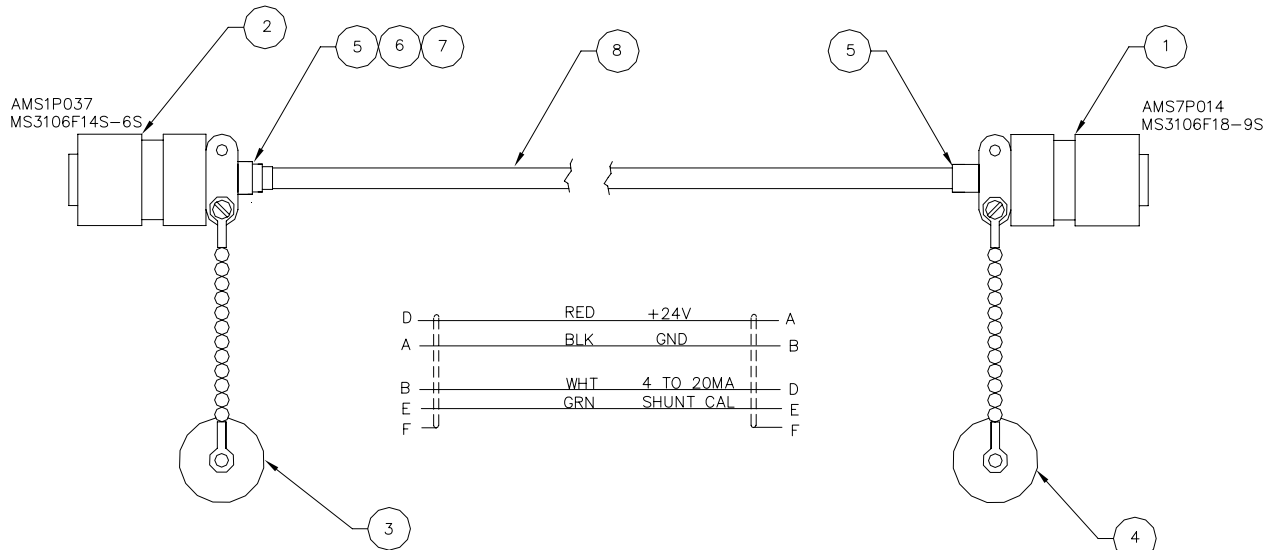 2
5 6 7
8
5
1
AMS1P037
MS3106F14S-6S
AMS7P014
MS3106F18-9S
D RED +24V A
A BLK GND B
B WHT 4 TO 20MA D
E GRN SHUNT CAL E
F F
3
4